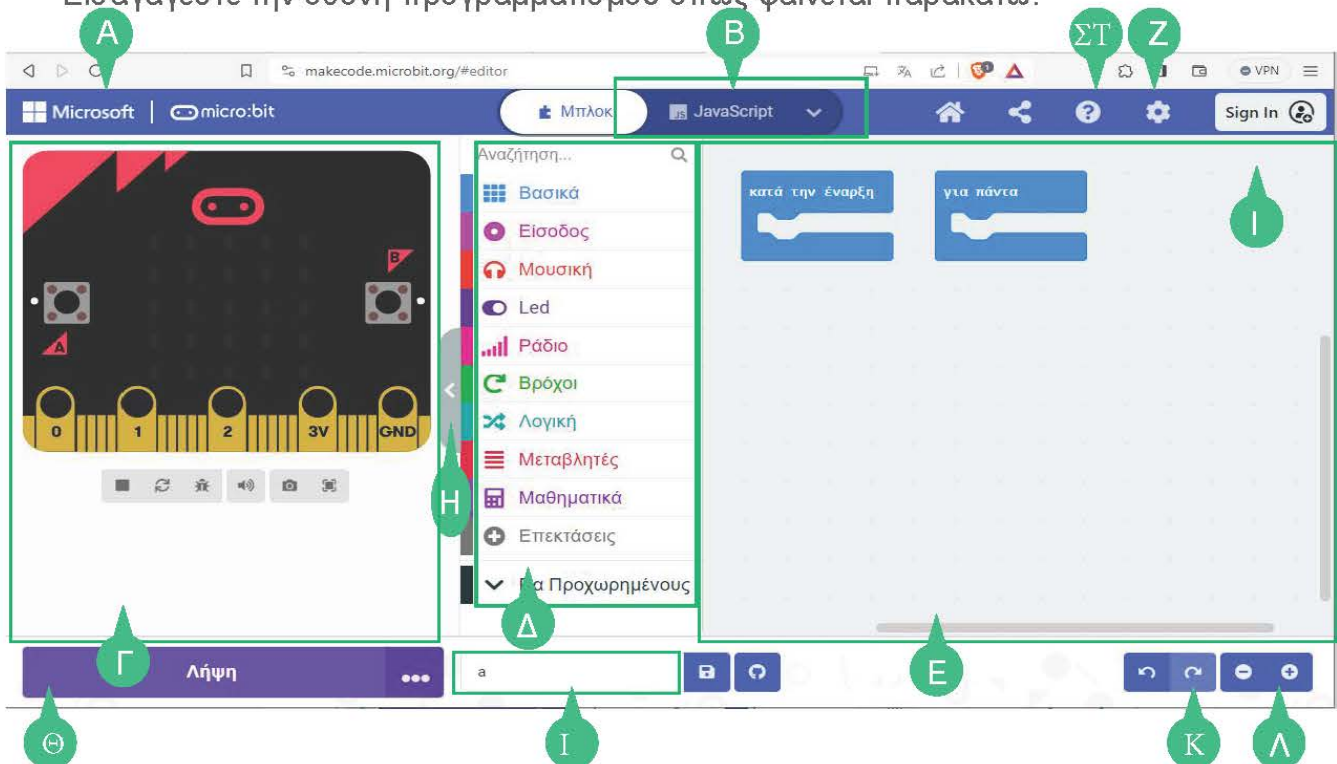 Εισαγάγετε την οθόνη προγραμματισμού όπως φαίνεται παρακάτω:
Α
Β
ΣΤ
Ζ
makecode.microbit.org/#editor
VPN
Microsoft
micro:bit
Μπλοκ
JS JavaScript
Sign In
Αναζήτηση...
Βασικά
Είσοδος
Μουσική
Led
Ράδιο
Βρόχοι
Λογική
Μεταβλητές
Μαθηματικά
Επεκτάσεις
Προχωρημένους
κατά την έναρξη
για πάντα
Ι
B
A
0
1
2
3V
GND
Η
Γ
Δ
Ε
Λήψη
a
Θ
Ι
Κ
Λ